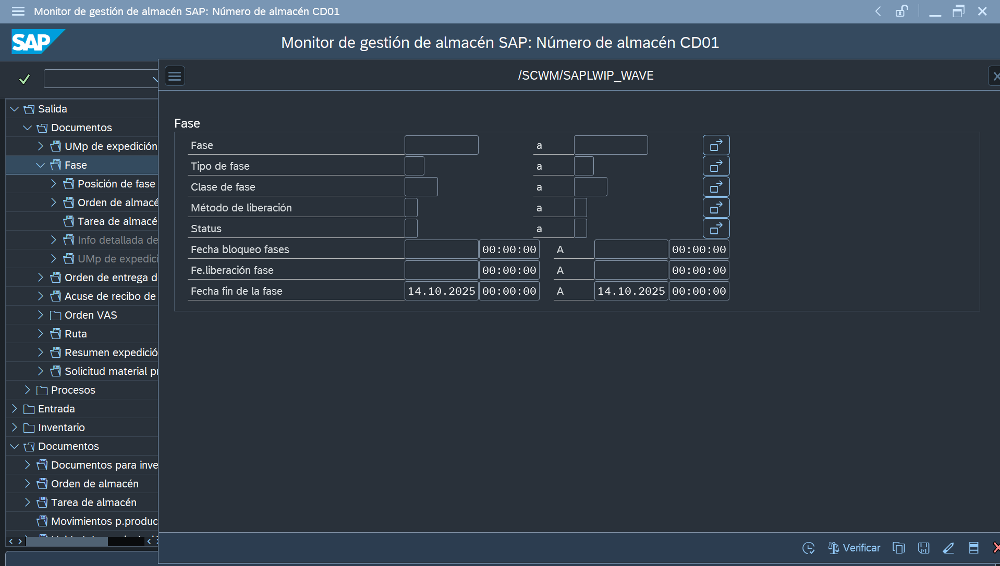 Monitor de gestión de almacén SAP: Número de almacén CD01
SAP
Monitor de gestión de almacén SAP: Número de almacén CD01
/SCWM/SAPLWIP_WAVE
Salida
Documentos
UMp de expedición
Fase
Posición de fase
Orden de almacé
Tarea de almacé
Info detallada de
UMp de expedici
Orden de entrega d
Acuse de recibo de
Orden VAS
Ruta
Resumen expedició
Solicitud material pr
Procesos
Entrada
Inventario
Documentos
Documentos para inve
Orden de almacén
Tarea de almacén
Movimientos p.produc
Fase
Fase a
Tipo de fase a
Clase de fase a
Método de liberación a
Status a
Fecha bloqueo fases 00:00:00 A 00:00:00
Fe.liberación fase 00:00:00 A 00:00:00
Fecha fin de la fase 14.10.2025 00:00:00 A 14.10.2025 00:00:00
Verificar